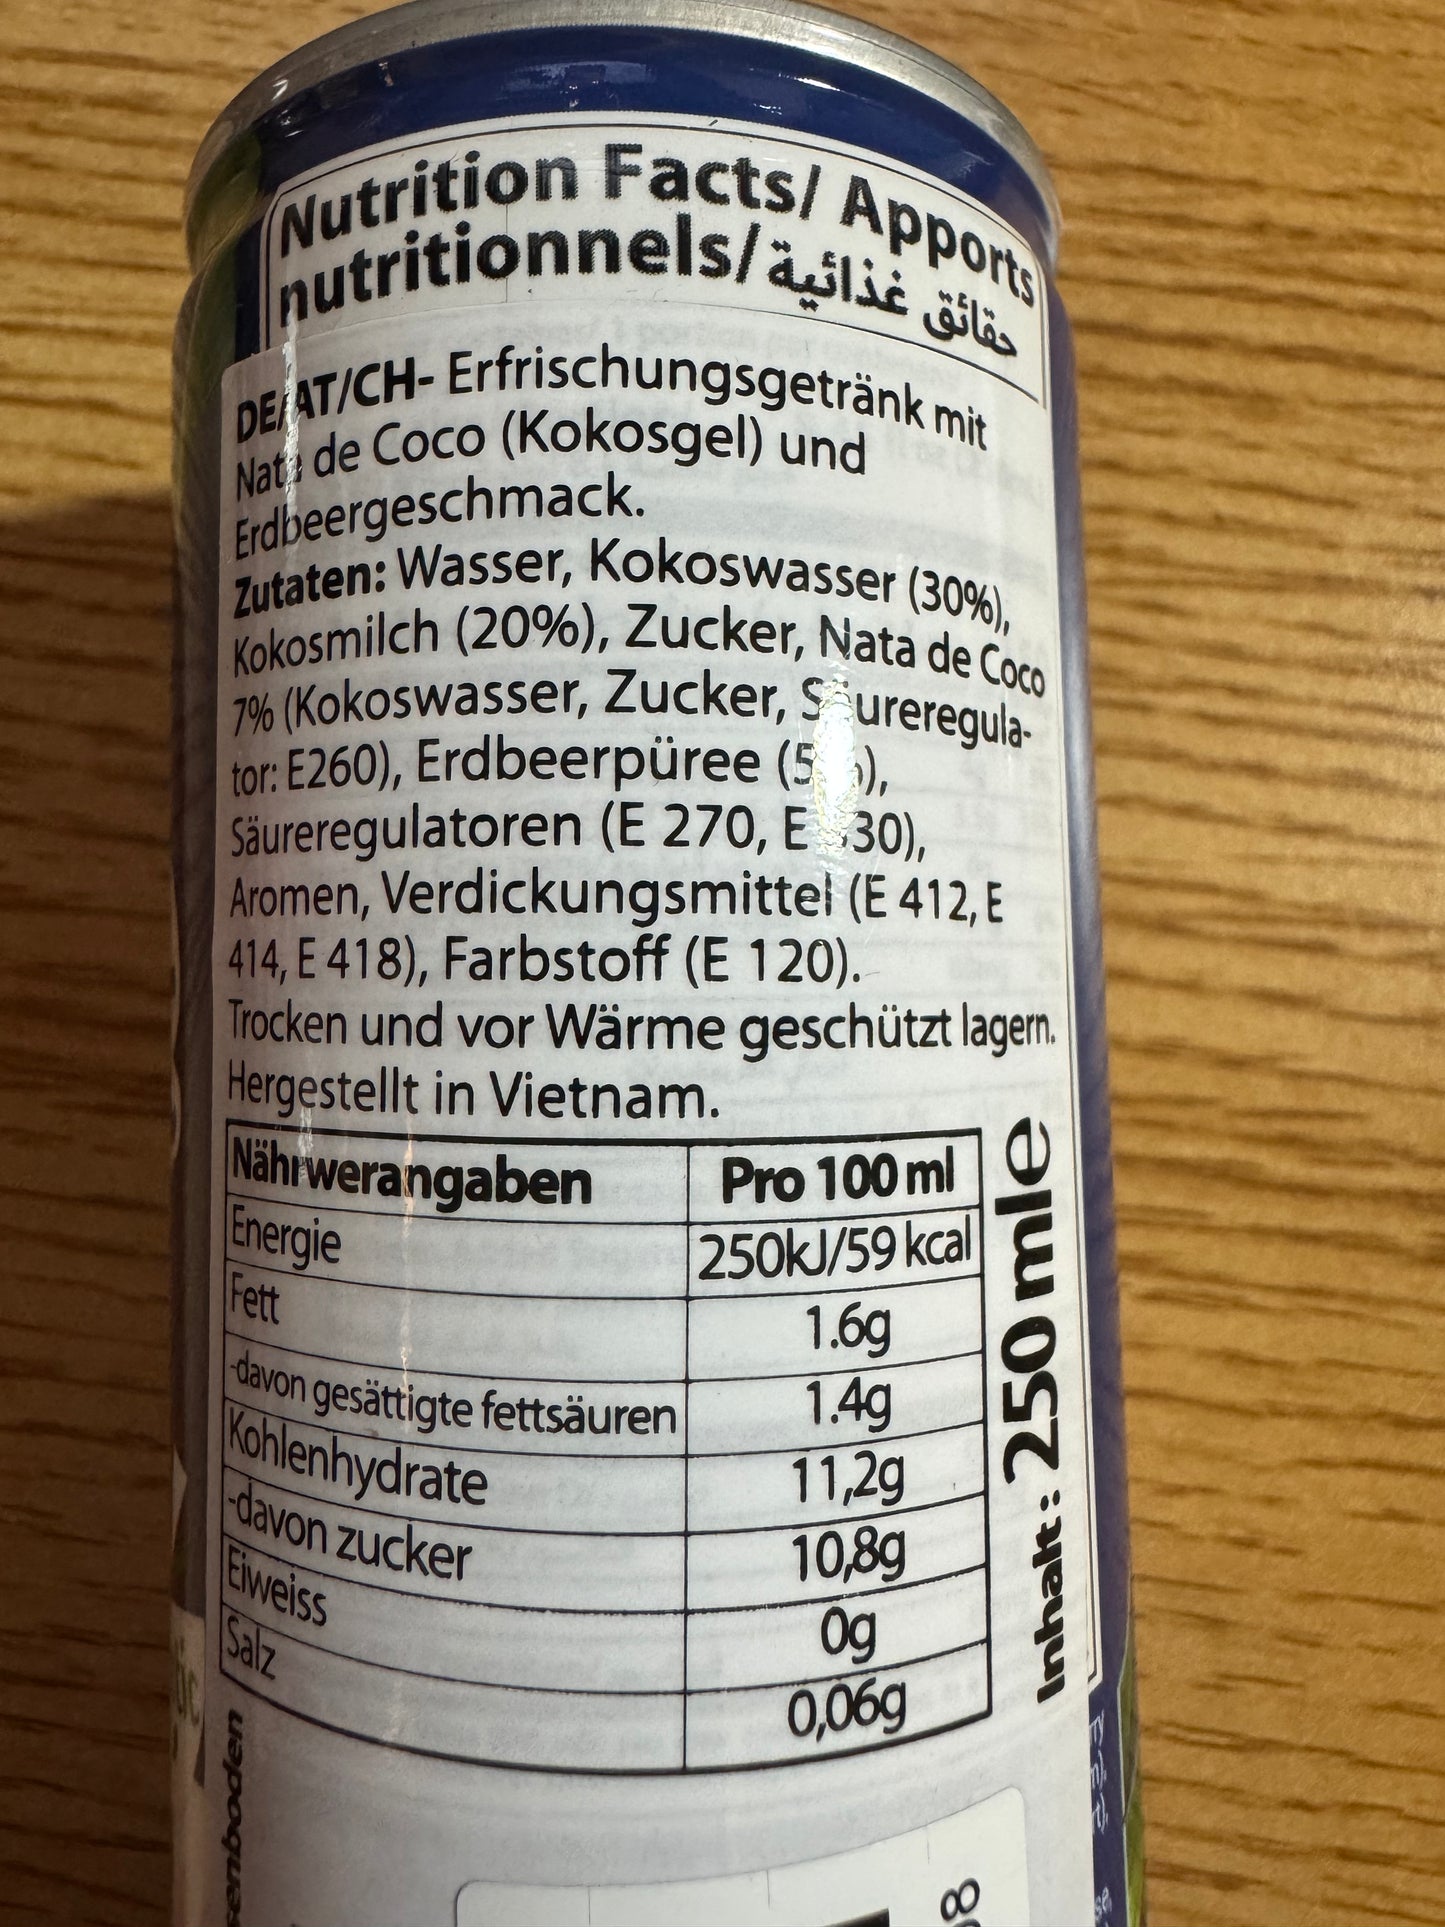 Nutrition Facts/ Apports
nutritionnels/ حقائق غذائية
DE/AT/CH- Erfrischungsgetränk mit
Nata de Coco (Kokosgel) und
Erdbeergeschmack.
Zutaten: Wasser, Kokoswasser (30%),
Kokosmilch (20%), Zucker, Nata de Coco
7% (Kokoswasser, Zucker, Säureregula-
tor: E260), Erdbeerpüree
Säureregulatoren (E 270, E
Aromen, Verdickungsmittel (E 412, E
414, E 418), Farbstoff (E 120).
Trocken und vor Wärme geschützt lagern.
Hergestellt in Vietnam.
Nährwerangaben Pro 100 ml
Energie 250kJ/59 kcal
Fett 1.6g
-davon gesättigte fettsäuren 1.4g
Kohlenhydrate 11,2g
-davon zucker 10,8g
Eiweiss 0g
Salz 0,06g
Inhalt: 250 mle
senboden